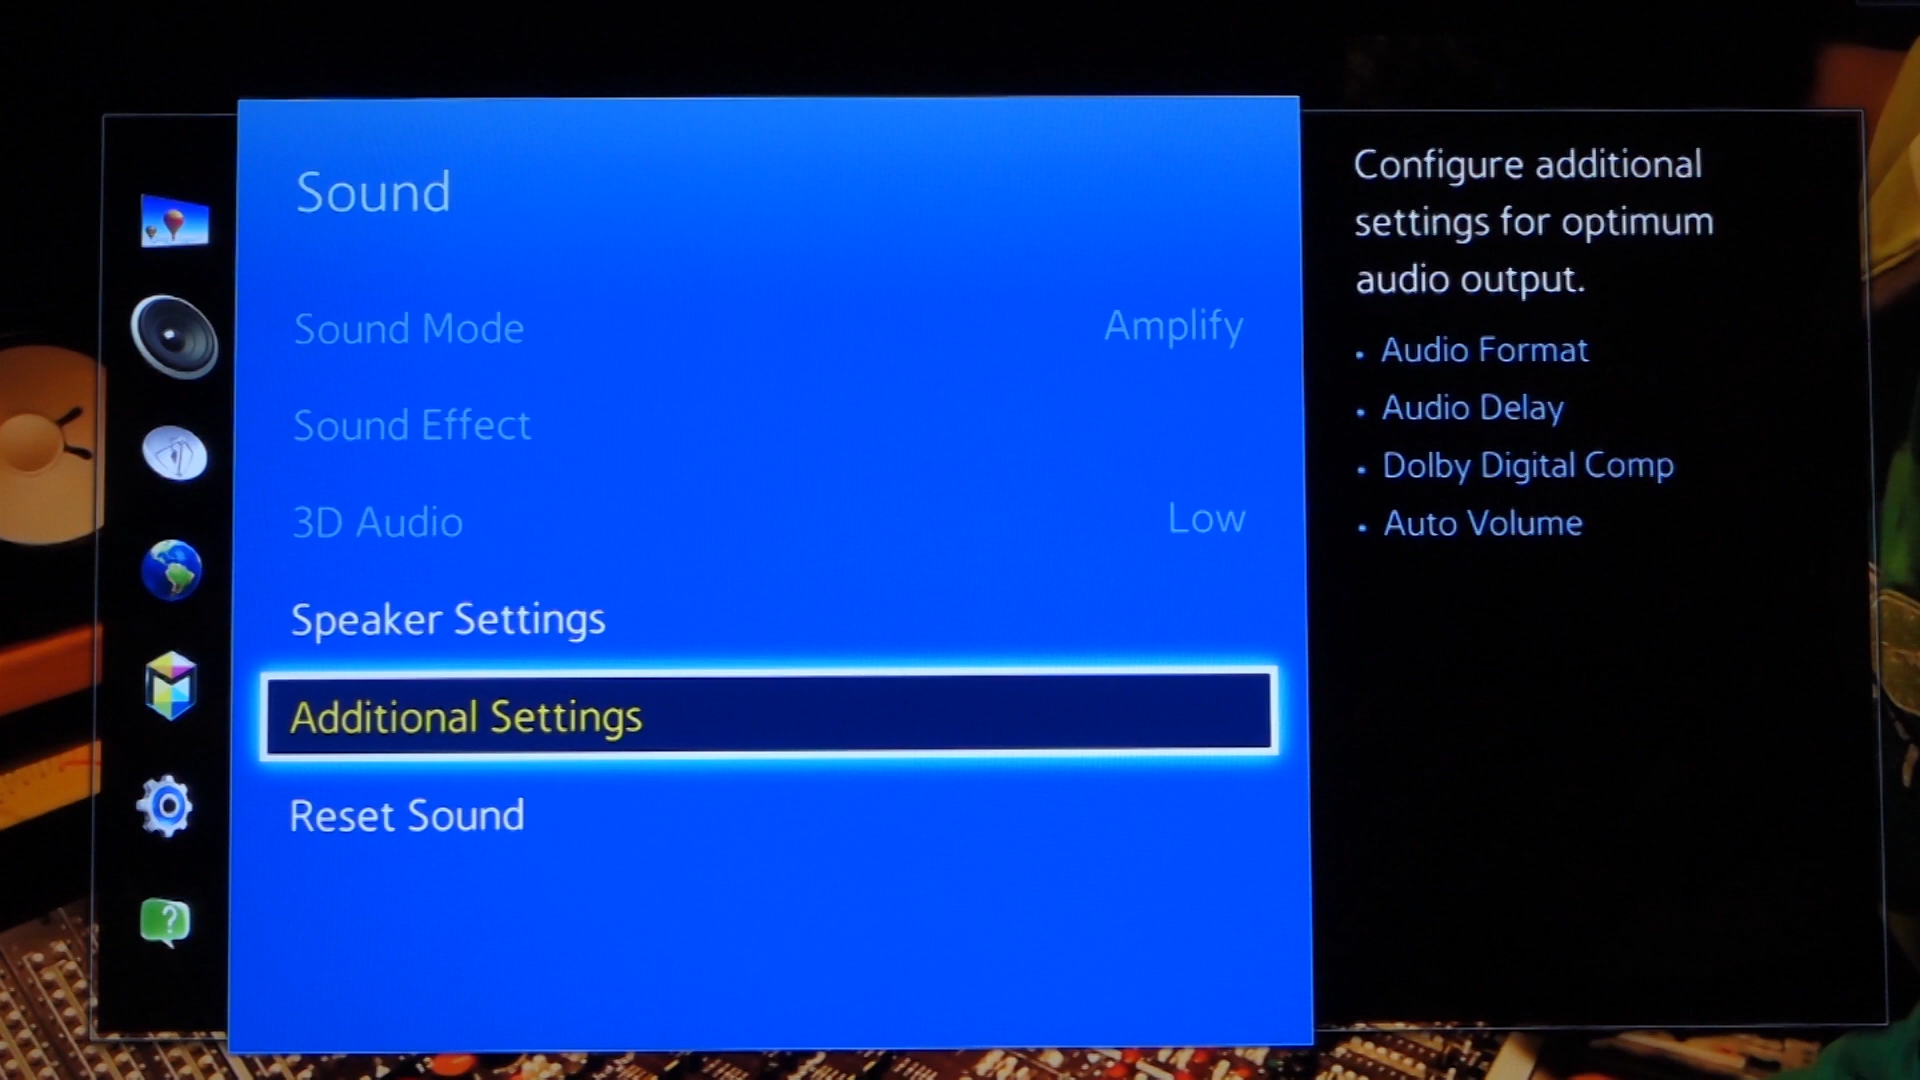 Sound
Sound Mode Amplify
Sound Effect
3D Audio Low
Speaker Settings
Additional Settings
Reset Sound
Configure additional
settings for optimum
audio output.
• Audio Format
• Audio Delay
• Dolby Digital Comp
• Auto Volume
?